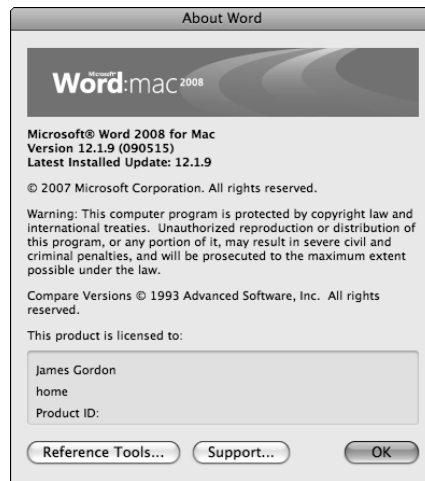 About Word
Microsoft®
Word:mac 2008
Microsoft® Word 2008 for Mac
Version 12.1.9 (090515)
Latest Installed Update: 12.1.9
© 2007 Microsoft Corporation. All rights reserved.
Warning: This computer program is protected by copyright law and
international treaties. Unauthorized reproduction or distribution of
this program, or any portion of it, may result in severe civil and
criminal penalties, and will be prosecuted to the maximum extent
possible under the law.
Compare Versions © 1993 Advanced Software, Inc. All rights
reserved.
This product is licensed to:
James Gordon
home
Product ID:
Reference Tools... Support... OK